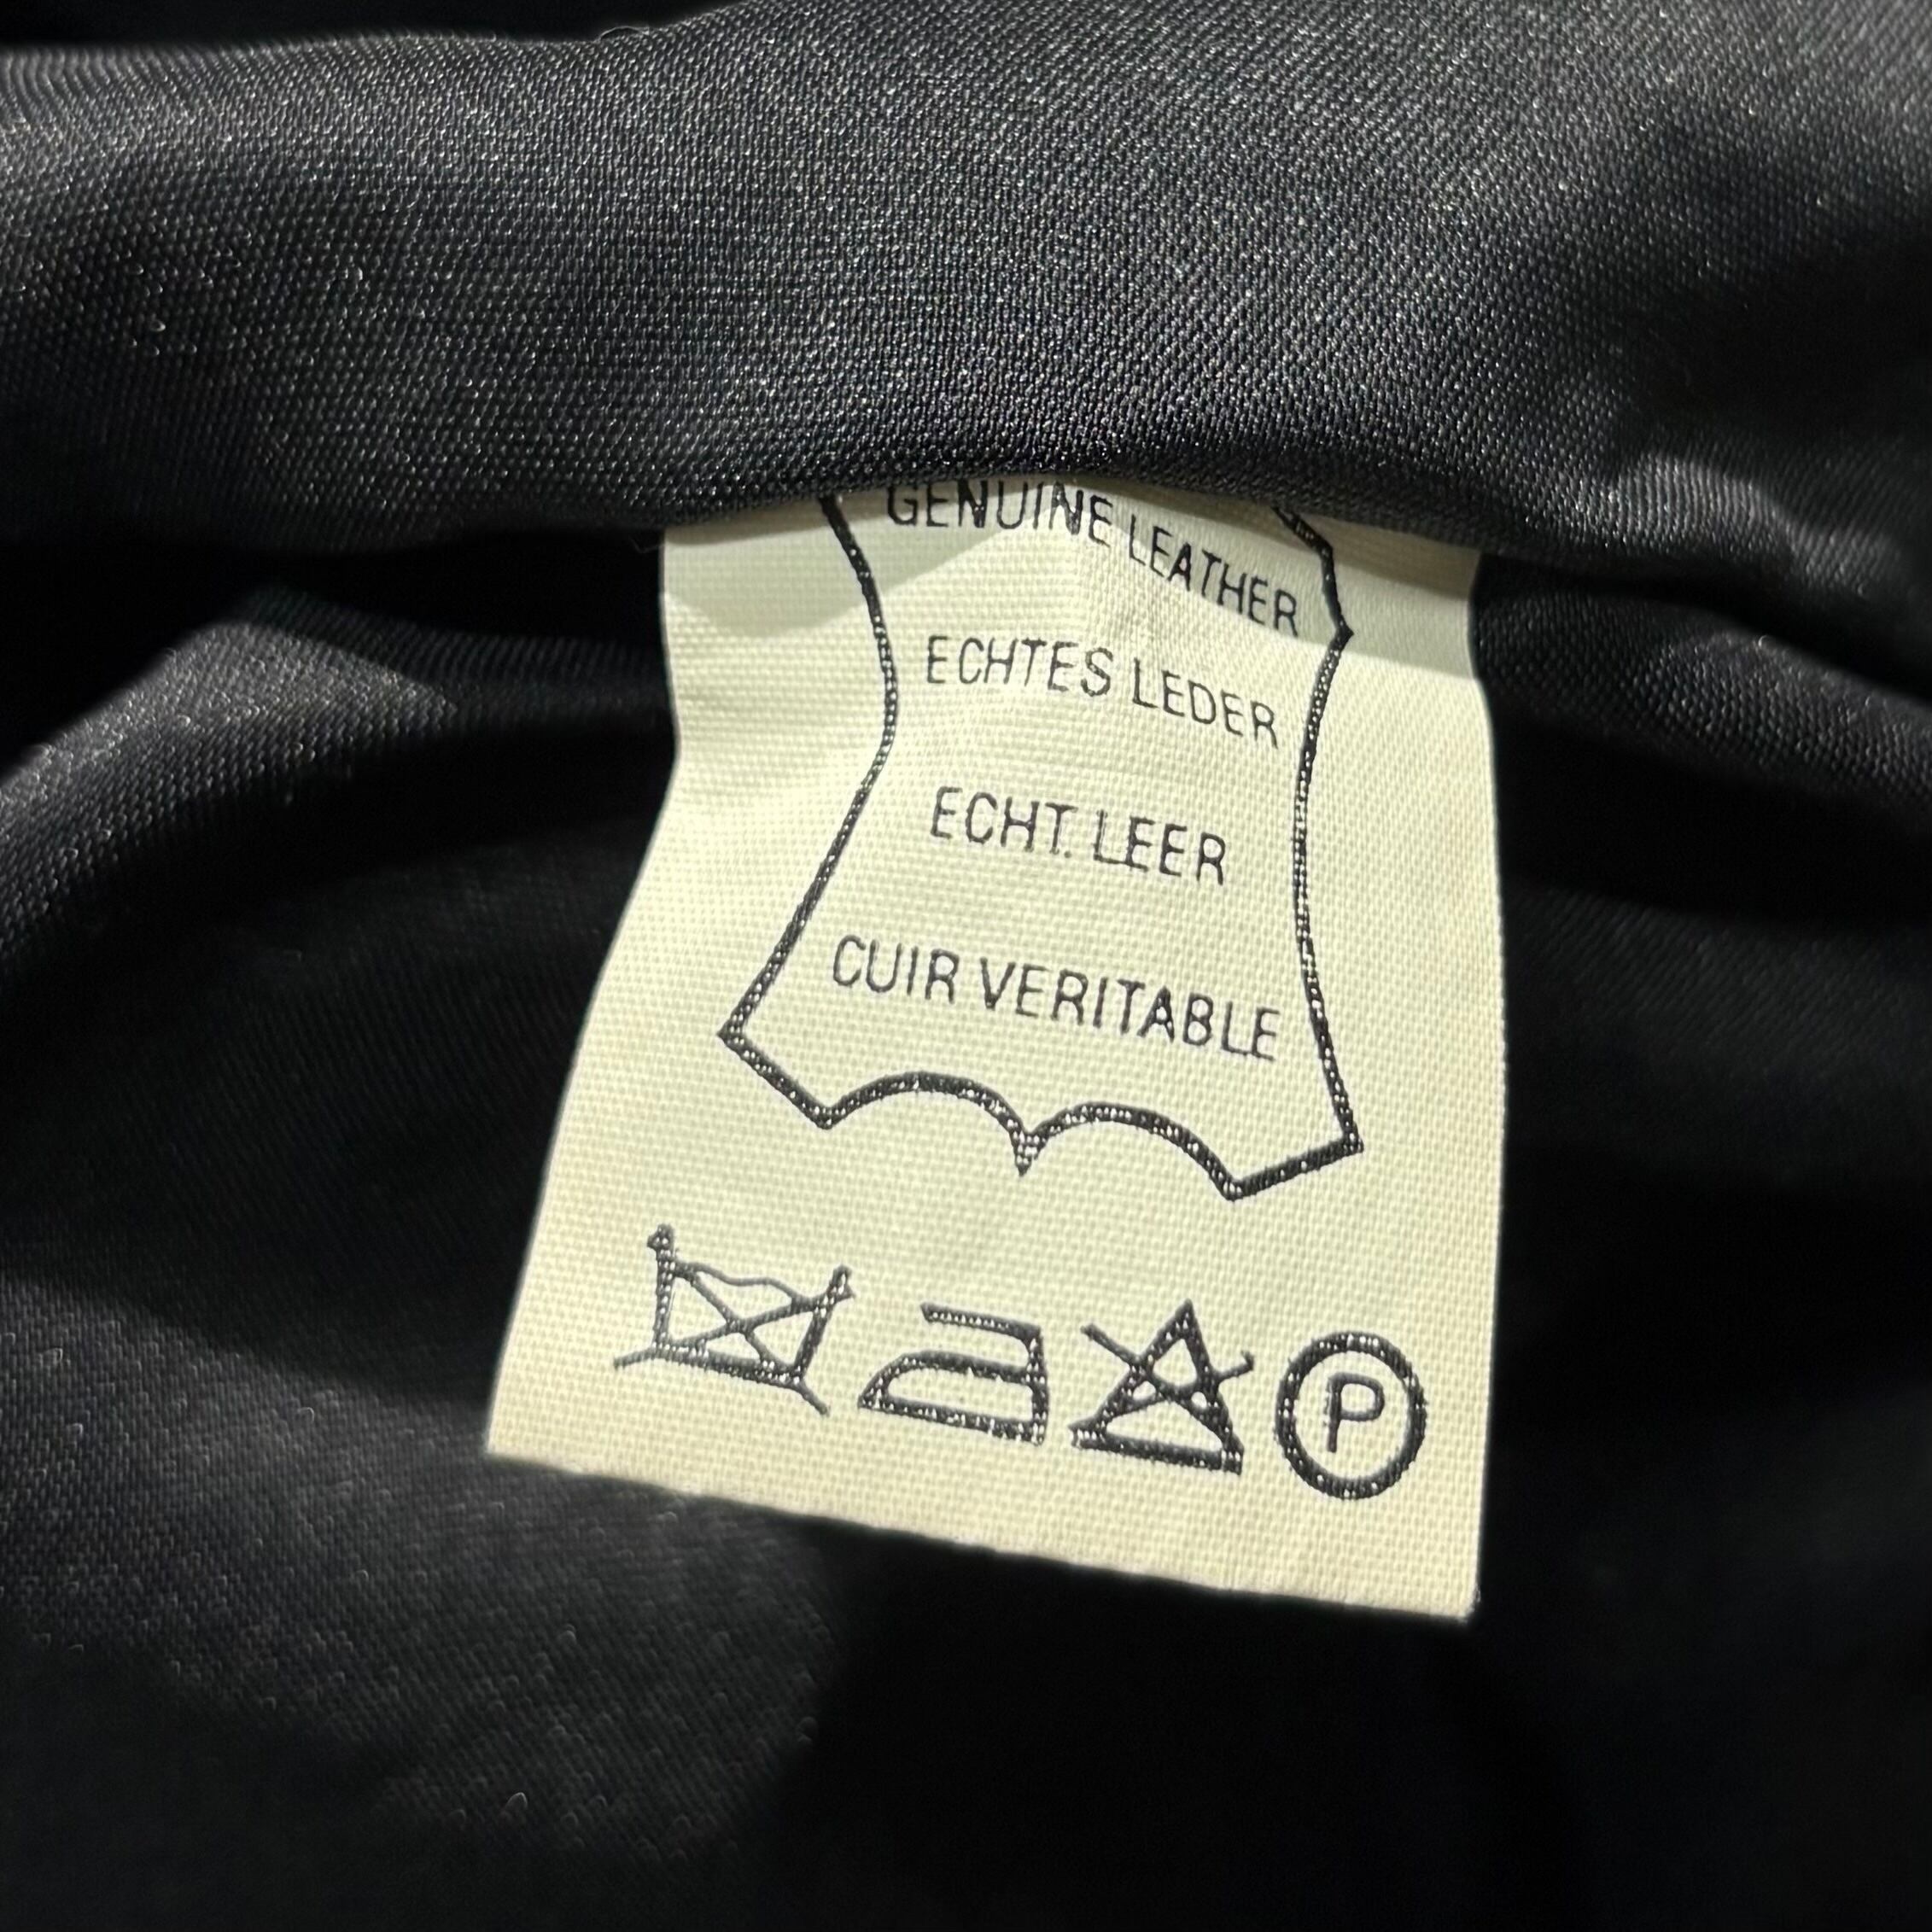 GENUINE LEATHER
ECHTES LEDER
ECHT. LEER
CUIR VERITABLE
P